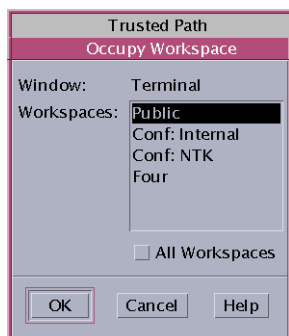 Trusted Path
Occupy Workspace
Window: Terminal
Workspaces: Public
Conf: Internal
Conf: NTK
Four
All Workspaces
OK Cancel Help